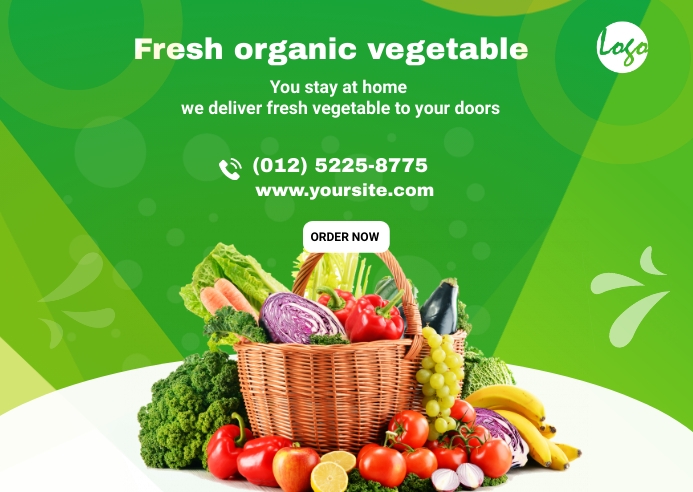 Fresh organic vegetable
Logo
You stay at home
we deliver fresh vegetable to your doors
(012) 5225-8775
www.yoursite.com
ORDER NOW